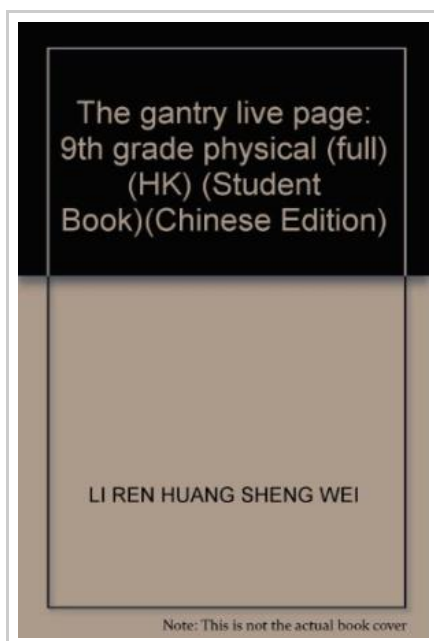 The gantry live page:
9th grade physical (full)
(HK) (Student
Book)(Chinese Edition)
LI REN HUANG SHENG WEI
Note: This is not the actual book cover